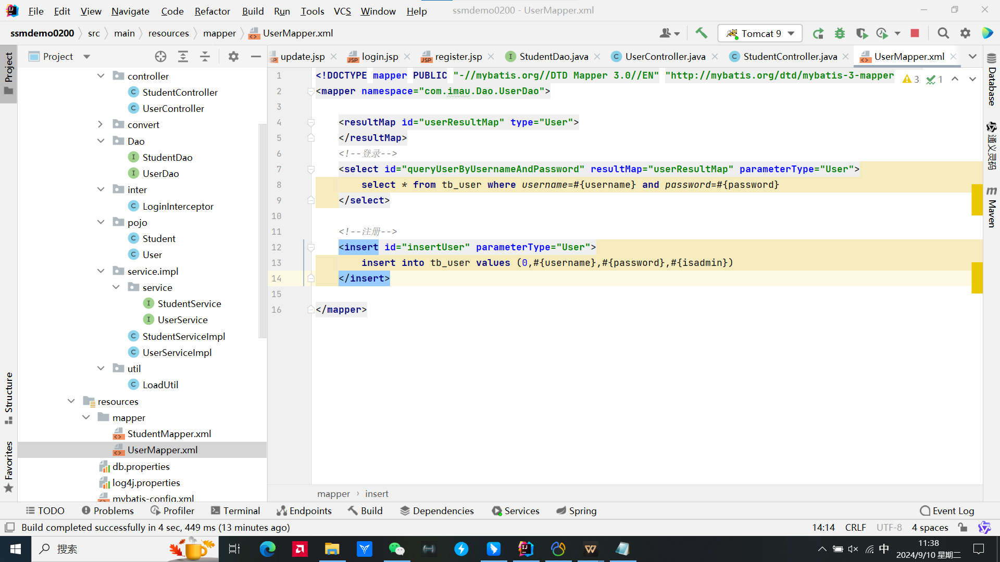 File Edit View Navigate Code Refactor Build Run Tools VCS Window Help ssmdemo0200 - UserMapper.xml
ssmdemo0200 src main resources mapper UserMapper.xml Tomcat 9
Project
update.jsp login.jsp register.jsp StudentDao.java UserController.java StudentController.java UserMapper.xml
controller
StudentController
UserController
convert
Dao
StudentDao
UserDao
inter
LoginInterceptor
pojo
Student
User
service.impl
service
StudentService
UserService
StudentServiceImpl
UserServiceImpl
util
LoadUtil
resources
mapper
StudentMapper.xml
UserMapper.xml
db.properties
log4j.properties
mybatis-config.xml
Project
Structure
Favorites
1 <!DOCTYPE mapper PUBLIC "-//mybatis.org//DTD Mapper 3.0//EN" "http://mybatis.org/dtd/mybatis-3-mapper
3 1
2 <mapper namespace="com.imau.Dao.UserDao">
3
4 <resultMap id="userResultMap" type="User">
5 </resultMap>
6 <!--登录-->
7 <select id="queryUserByUsernameAndPassword" resultMap="userResultMap" parameterType="User">
8 select * from tb_user where username=#{username} and password=#{password}
9 </select>
10
11 <!--注册-->
12 <insert id="insertUser" parameterType="User">
13 insert into tb_user values (0,#{username},#{password},#{isadmin})
14 </insert>
15
16 </mapper>
Database
通义灵码
Maven
mapper › insert
TODO Problems Profiler Terminal Endpoints Build Dependencies Services Spring Event Log
Build completed successfully in 4 sec, 449 ms (13 minutes ago) 14:14 CRLF UTF-8 4 spaces
搜索 中 11:38
2024/9/10 星期二